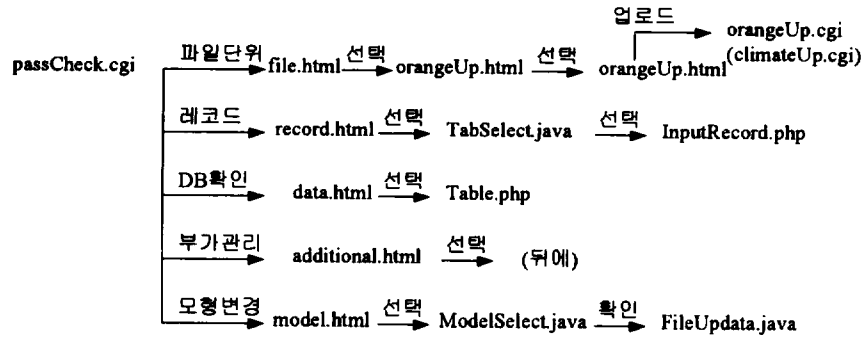 업로드
orangeUp.cgi
passCheck.cgi 파일단위 file.html 선택 orangeUp.html 선택 orangeUp.html (climateUp.cgi)
레코드 record.html 선택 TabSelect.java 선택 InputRecord.php
DB확인 data.html 선택 Table.php
부가관리 additional.html 선택 (뒤에)
모형변경 model.html 선택 ModelSelect.java 확인 FileUpdata.java